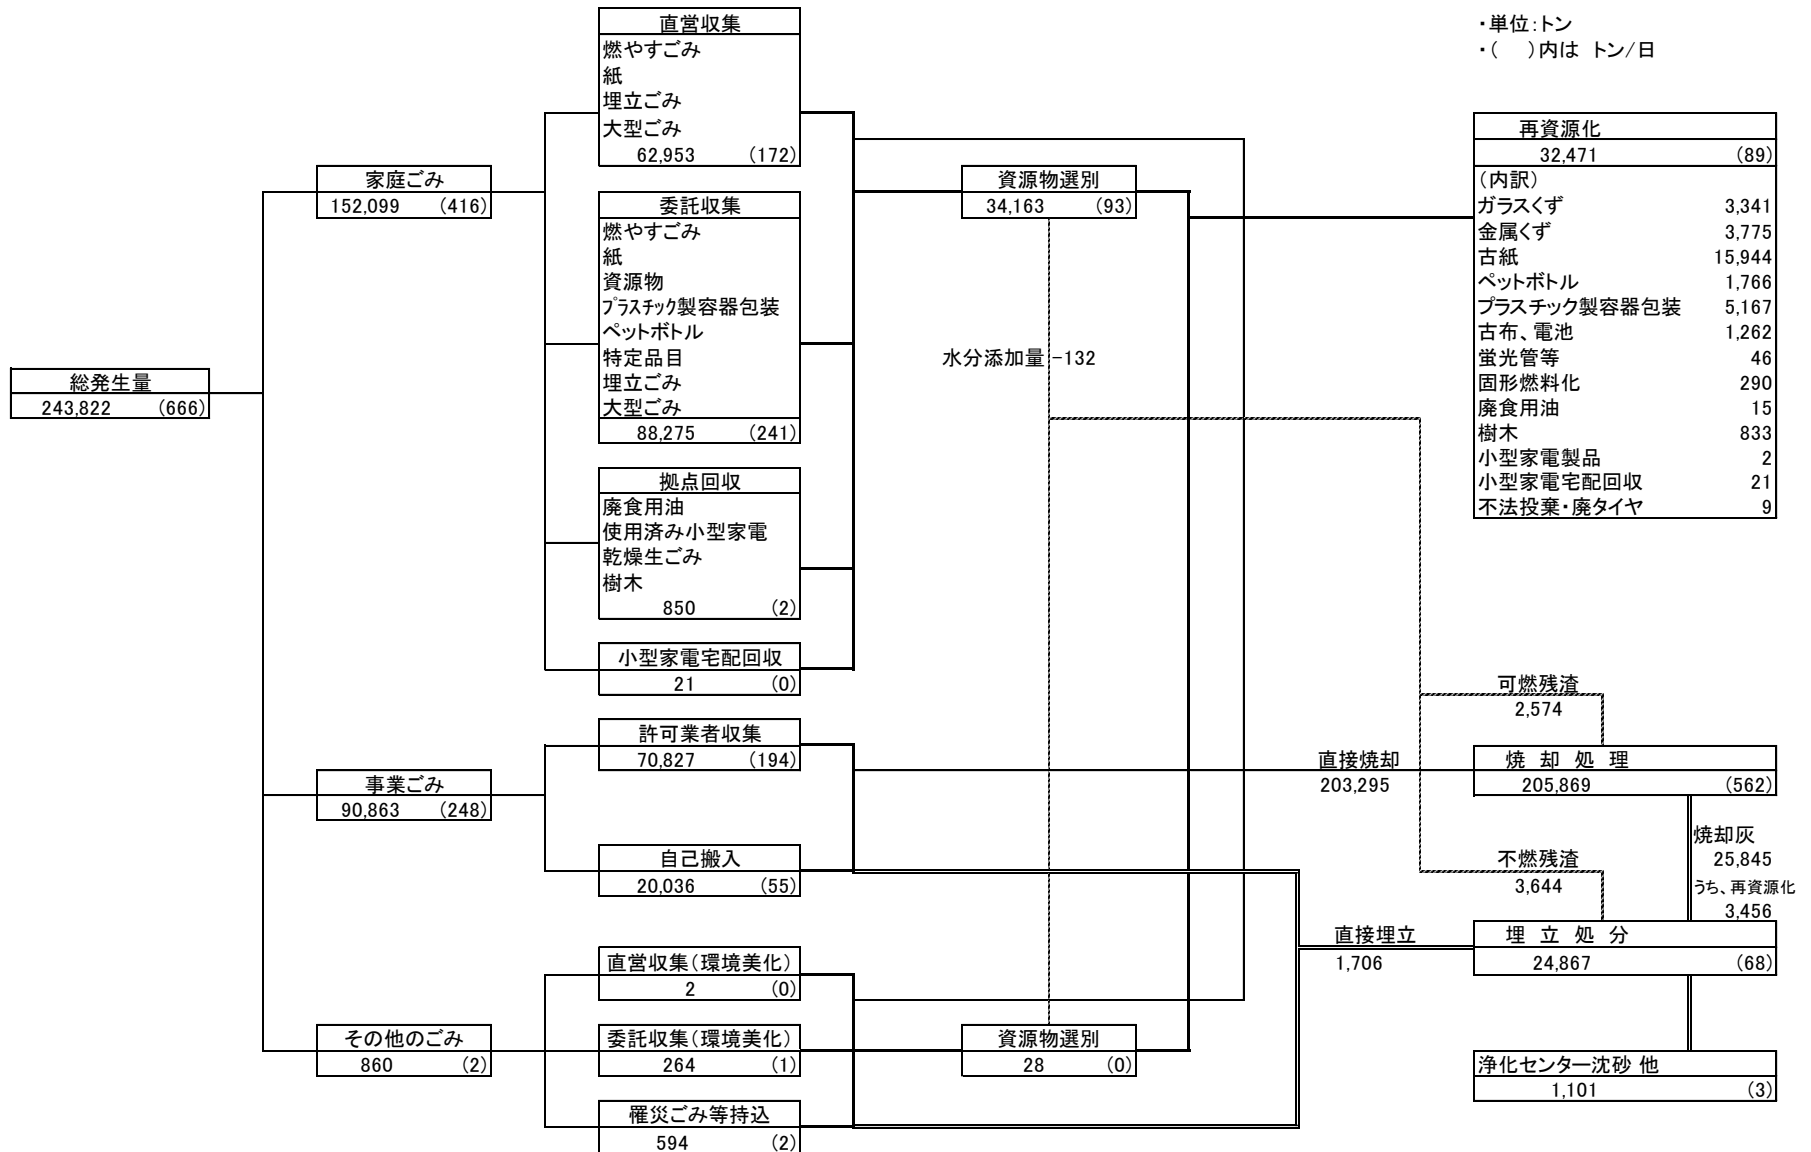 ・単位：トン
・（　）内は トン/日
総発生量
243,822 （666）
家庭ごみ
152,099 （416）
事業ごみ
90,863 （248）
その他のごみ
860 （2）
直営収集
燃やすごみ
紙
埋立ごみ
大型ごみ
62,953 （172）
委託収集
燃やすごみ
紙
資源物
プラスチック製容器包装
ペットボトル
特定品目
埋立ごみ
大型ごみ
88,275 （241）
拠点回収
廃食用油
使用済み小型家電
乾燥生ごみ
樹木
850 （2）
小型家電宅配回収
21 （0）
許可業者収集
70,827 （194）
自己搬入
20,036 （55）
直営収集（環境美化）
2 （0）
委託収集（環境美化）
264 （1）
罹災ごみ等持込
594 （2）
資源物選別
34,163 （93）
水分添加量 -132
資源物選別
28 （0）
直接焼却
203,295
直接埋立
1,706
再資源化
32,471 （89）
（内訳）
ガラスくず 3,341
金属くず 3,775
古紙 15,944
ペットボトル 1,766
プラスチック製容器包装 5,167
古布、電池 1,262
蛍光管等 46
固形燃料化 290
廃食用油 15
樹木 833
小型家電製品 2
小型家電宅配回収 21
不法投棄・廃タイヤ 9
可燃残渣
2,574
焼 却 処 理
205,869 （562）
焼却灰
25,845
うち、再資源化
3,456
不燃残渣
3,644
埋 立 処 分
24,867 （68）
浄化センター沈砂 他
1,101 （3）